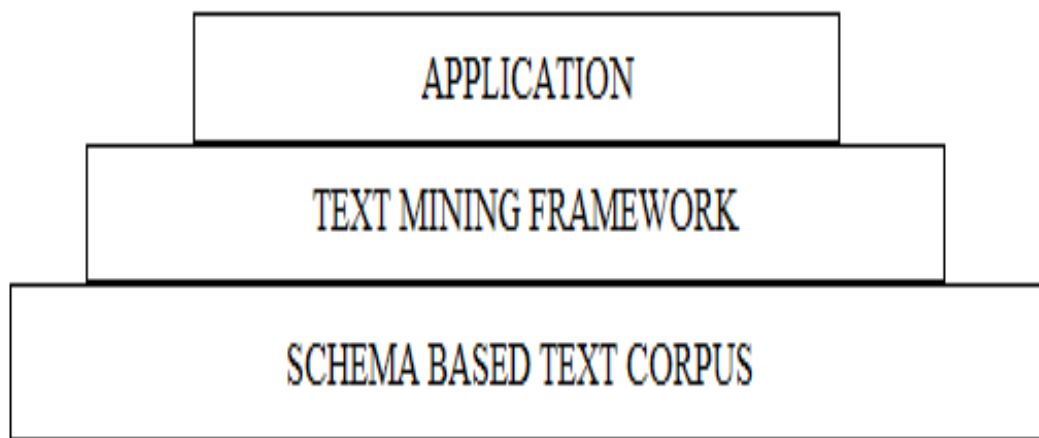 APPLICATION
TEXT MINING FRAMEWORK
SCHEMA BASED TEXT CORPUS